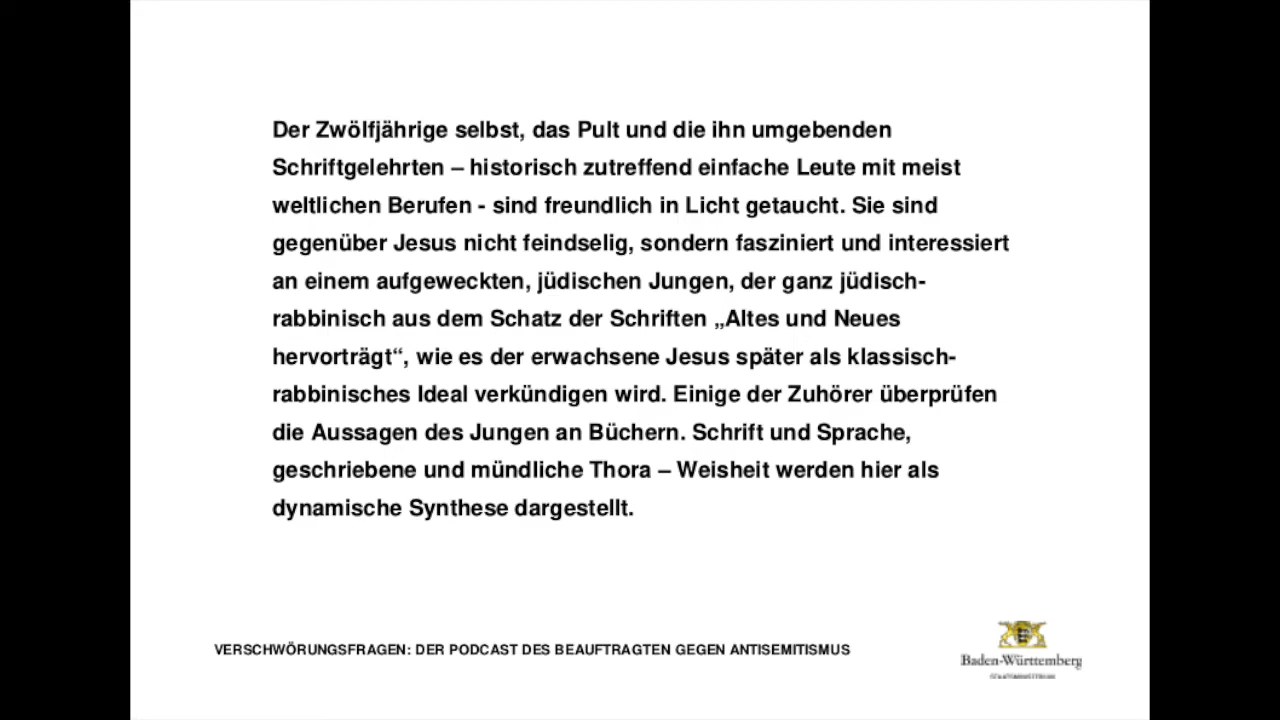 Der Zwölfjährige selbst, das Pult und die ihn umgebenden
Schriftgelehrten – historisch zutreffend einfache Leute mit meist
weltlichen Berufen - sind freundlich in Licht getaucht. Sie sind
gegenüber Jesus nicht feindselig, sondern fasziniert und interessiert
an einem aufgeweckten, jüdischen Jungen, der ganz jüdisch-
rabbinisch aus dem Schatz der Schriften „Altes und Neues
hervorträgt“, wie es der erwachsene Jesus später als klassisch-
rabbinisches Ideal verkündigen wird. Einige der Zuhörer überprüfen
die Aussagen des Jungen an Büchern. Schrift und Sprache,
geschriebene und mündliche Thora – Weisheit werden hier als
dynamische Synthese dargestellt.
VERSCHWÖRUNGSFRAGEN: DER PODCAST DES BEAUFTRAGTEN GEGEN ANTISEMITISMUS
Baden-Württemberg